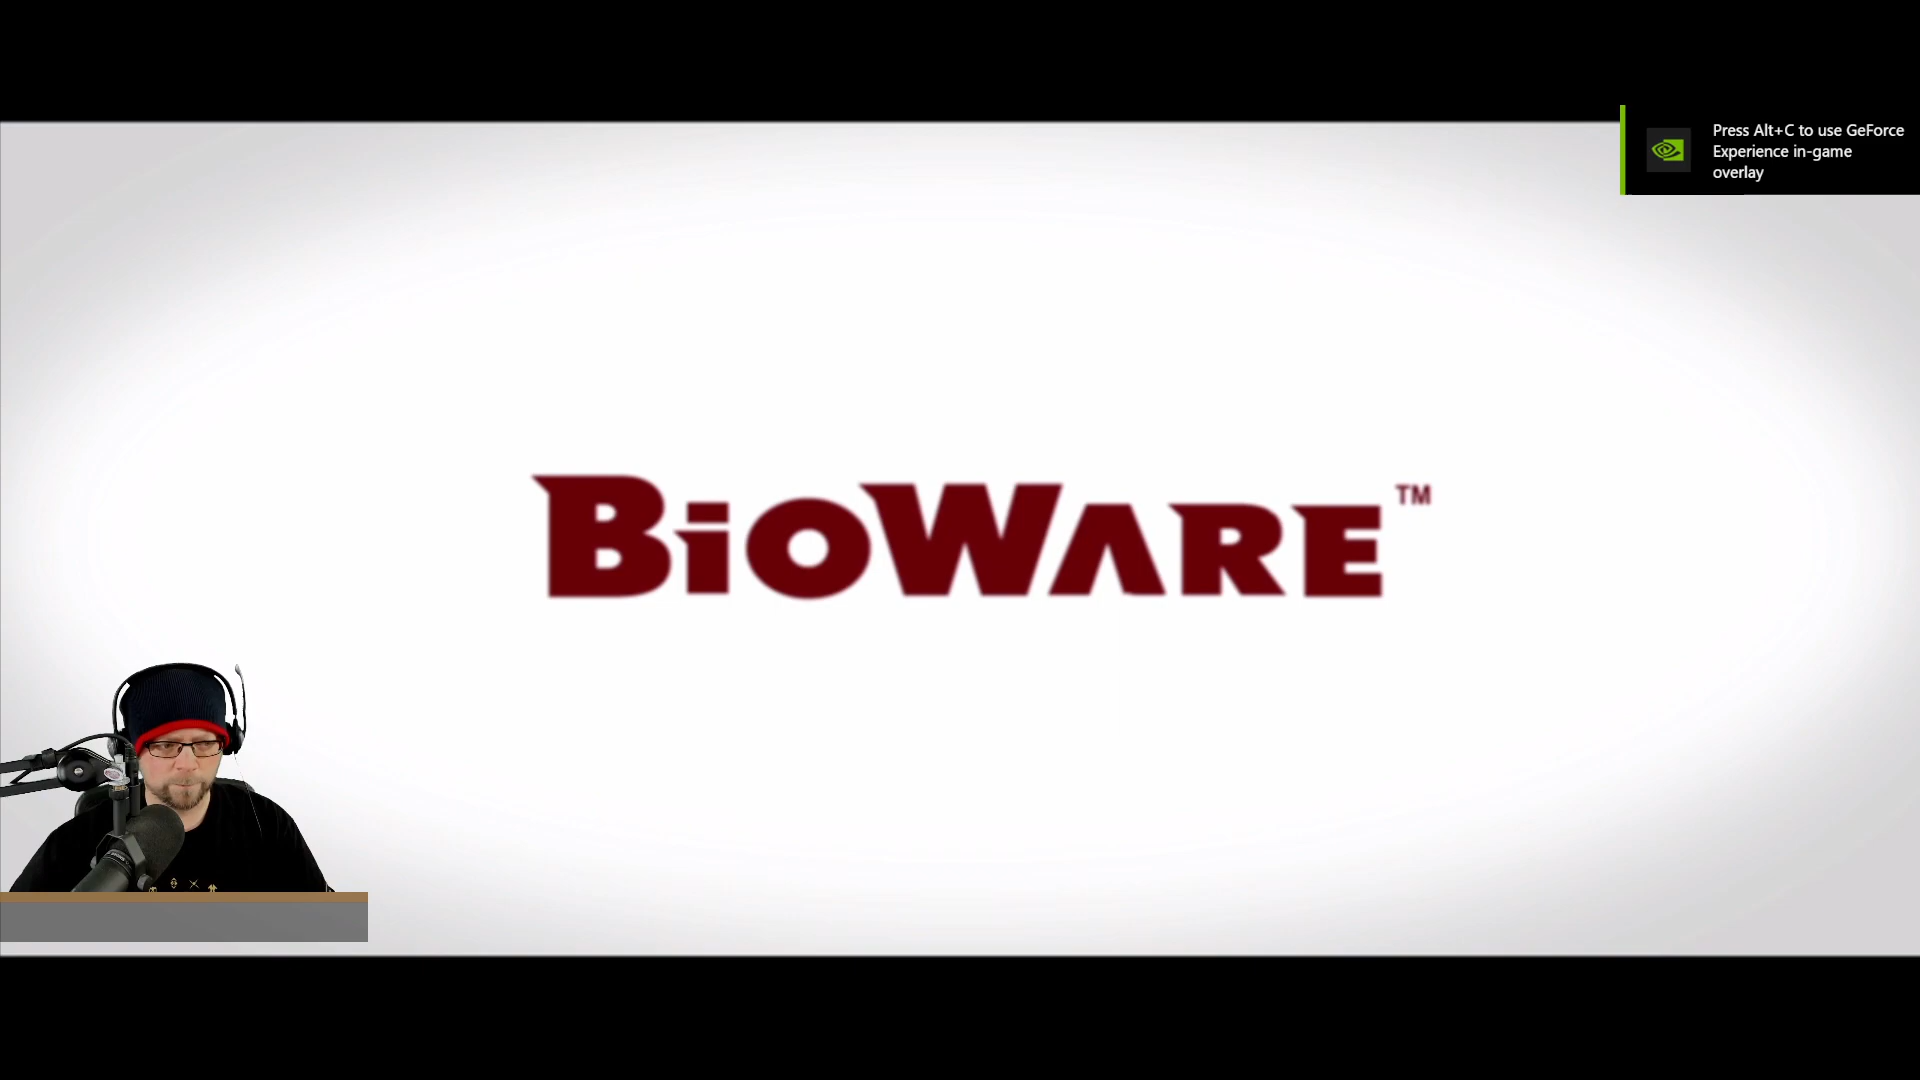 Press Alt+C to use GeForce
Experience in-game
overlay
BIOWARE™